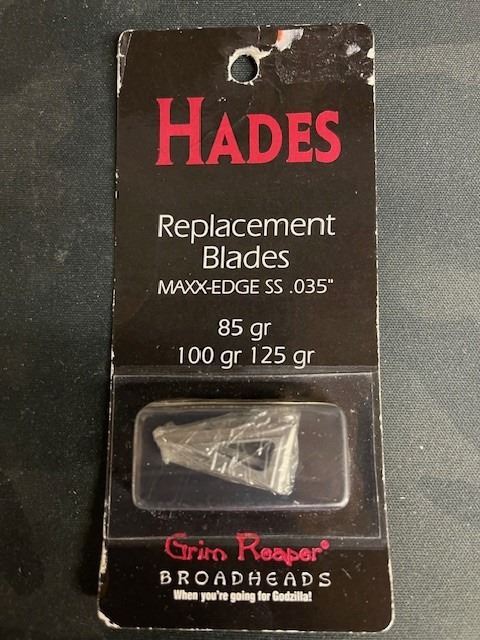 HADES
Replacement
Blades
MAXX-EDGE SS .035"
85 gr
100 gr 125 gr
Grim Reaper®
BROADHEADS
When you're going for Godzilla!